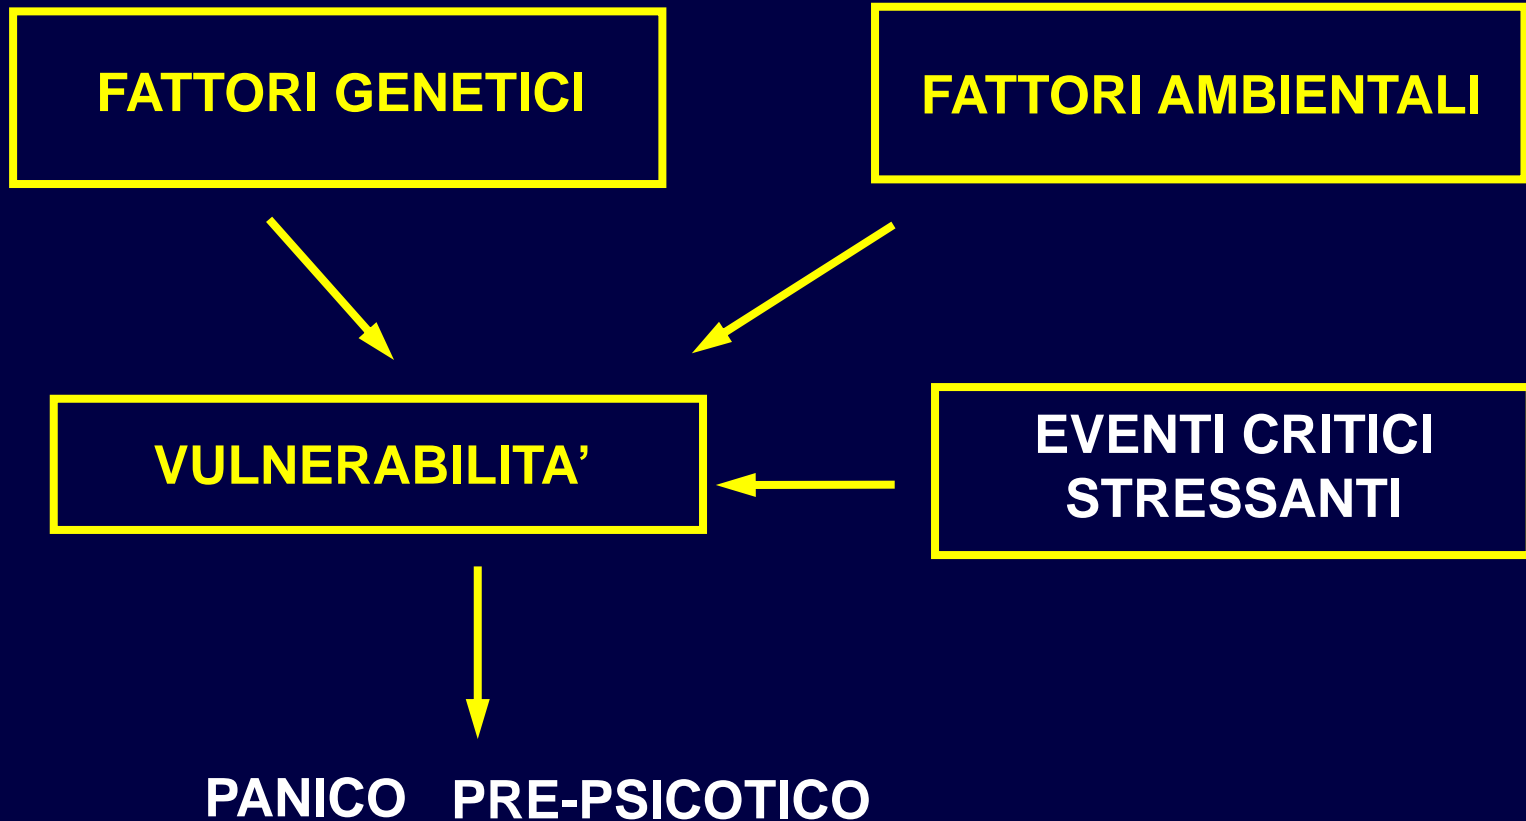 FATTORI GENETICI
FATTORI AMBIENTALI
VULNERABILITA’
EVENTI CRITICI
STRESSANTI
PANICO PRE-PSICOTICO